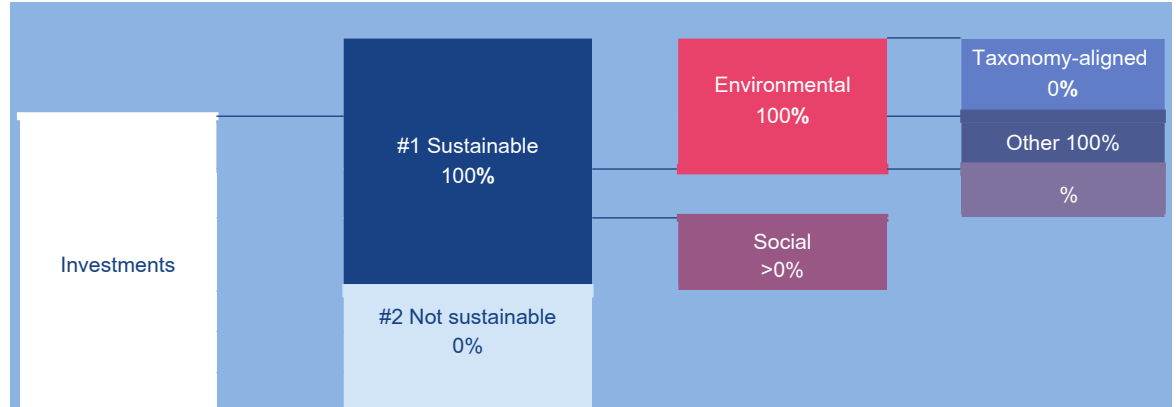 Investments
#1 Sustainable
100%
#2 Not sustainable
0%
Environmental
100%
Social
>0%
Taxonomy-aligned
0%
Other 100%
%